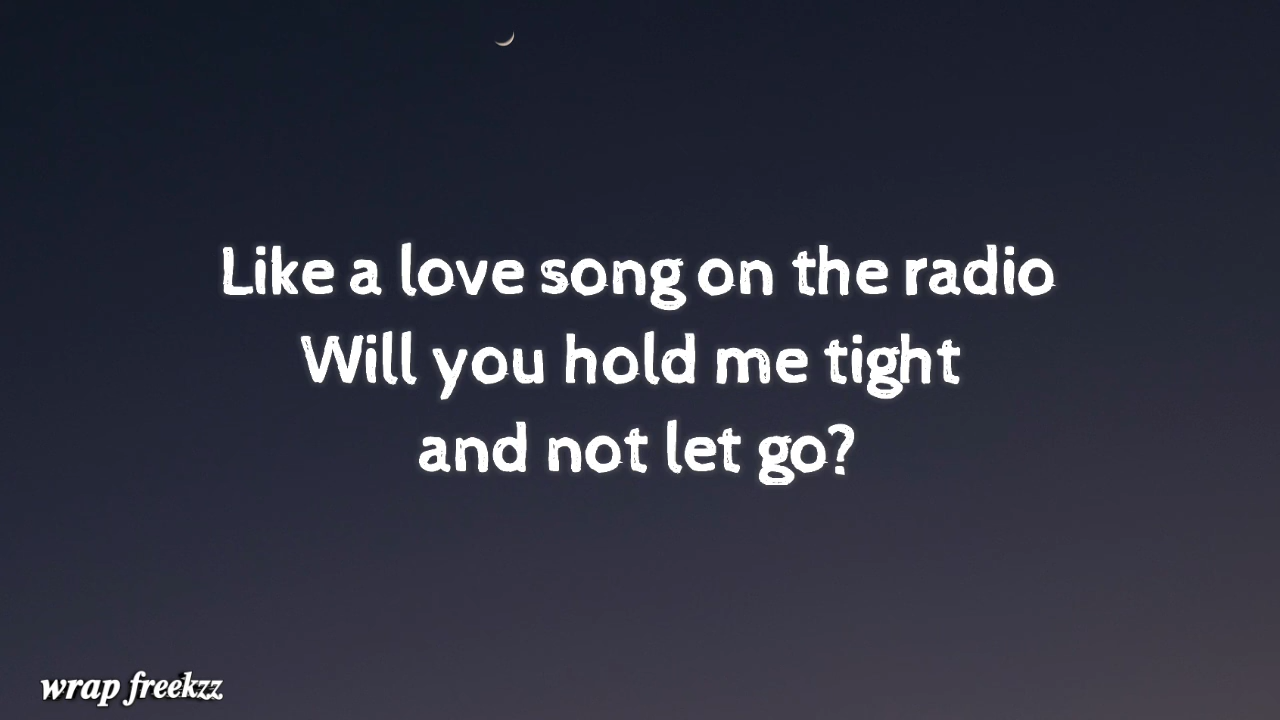 Like a love song on the radio
Will you hold me tight
and not let go?
wrap freekzz